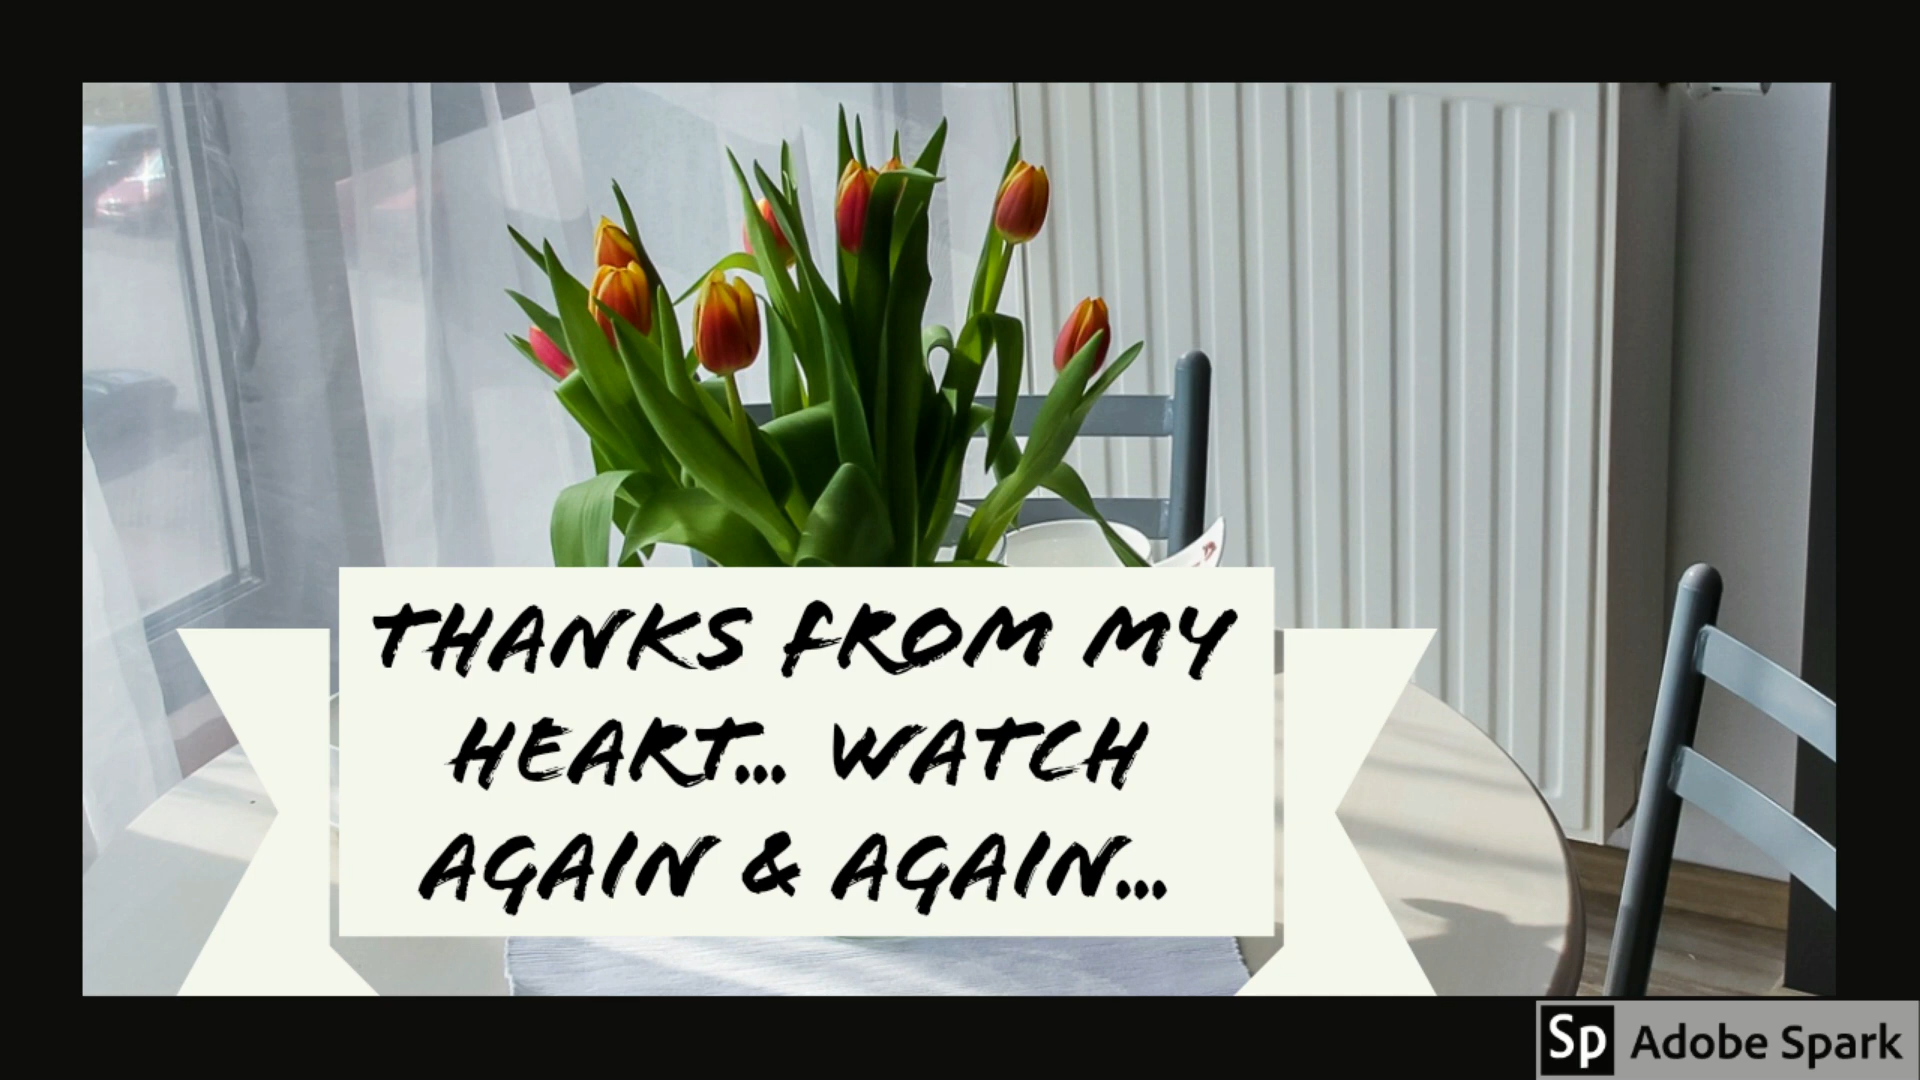 THANKS FROM MY
HEART... WATCH
AGAIN & AGAIN...
Sp Adobe Spark